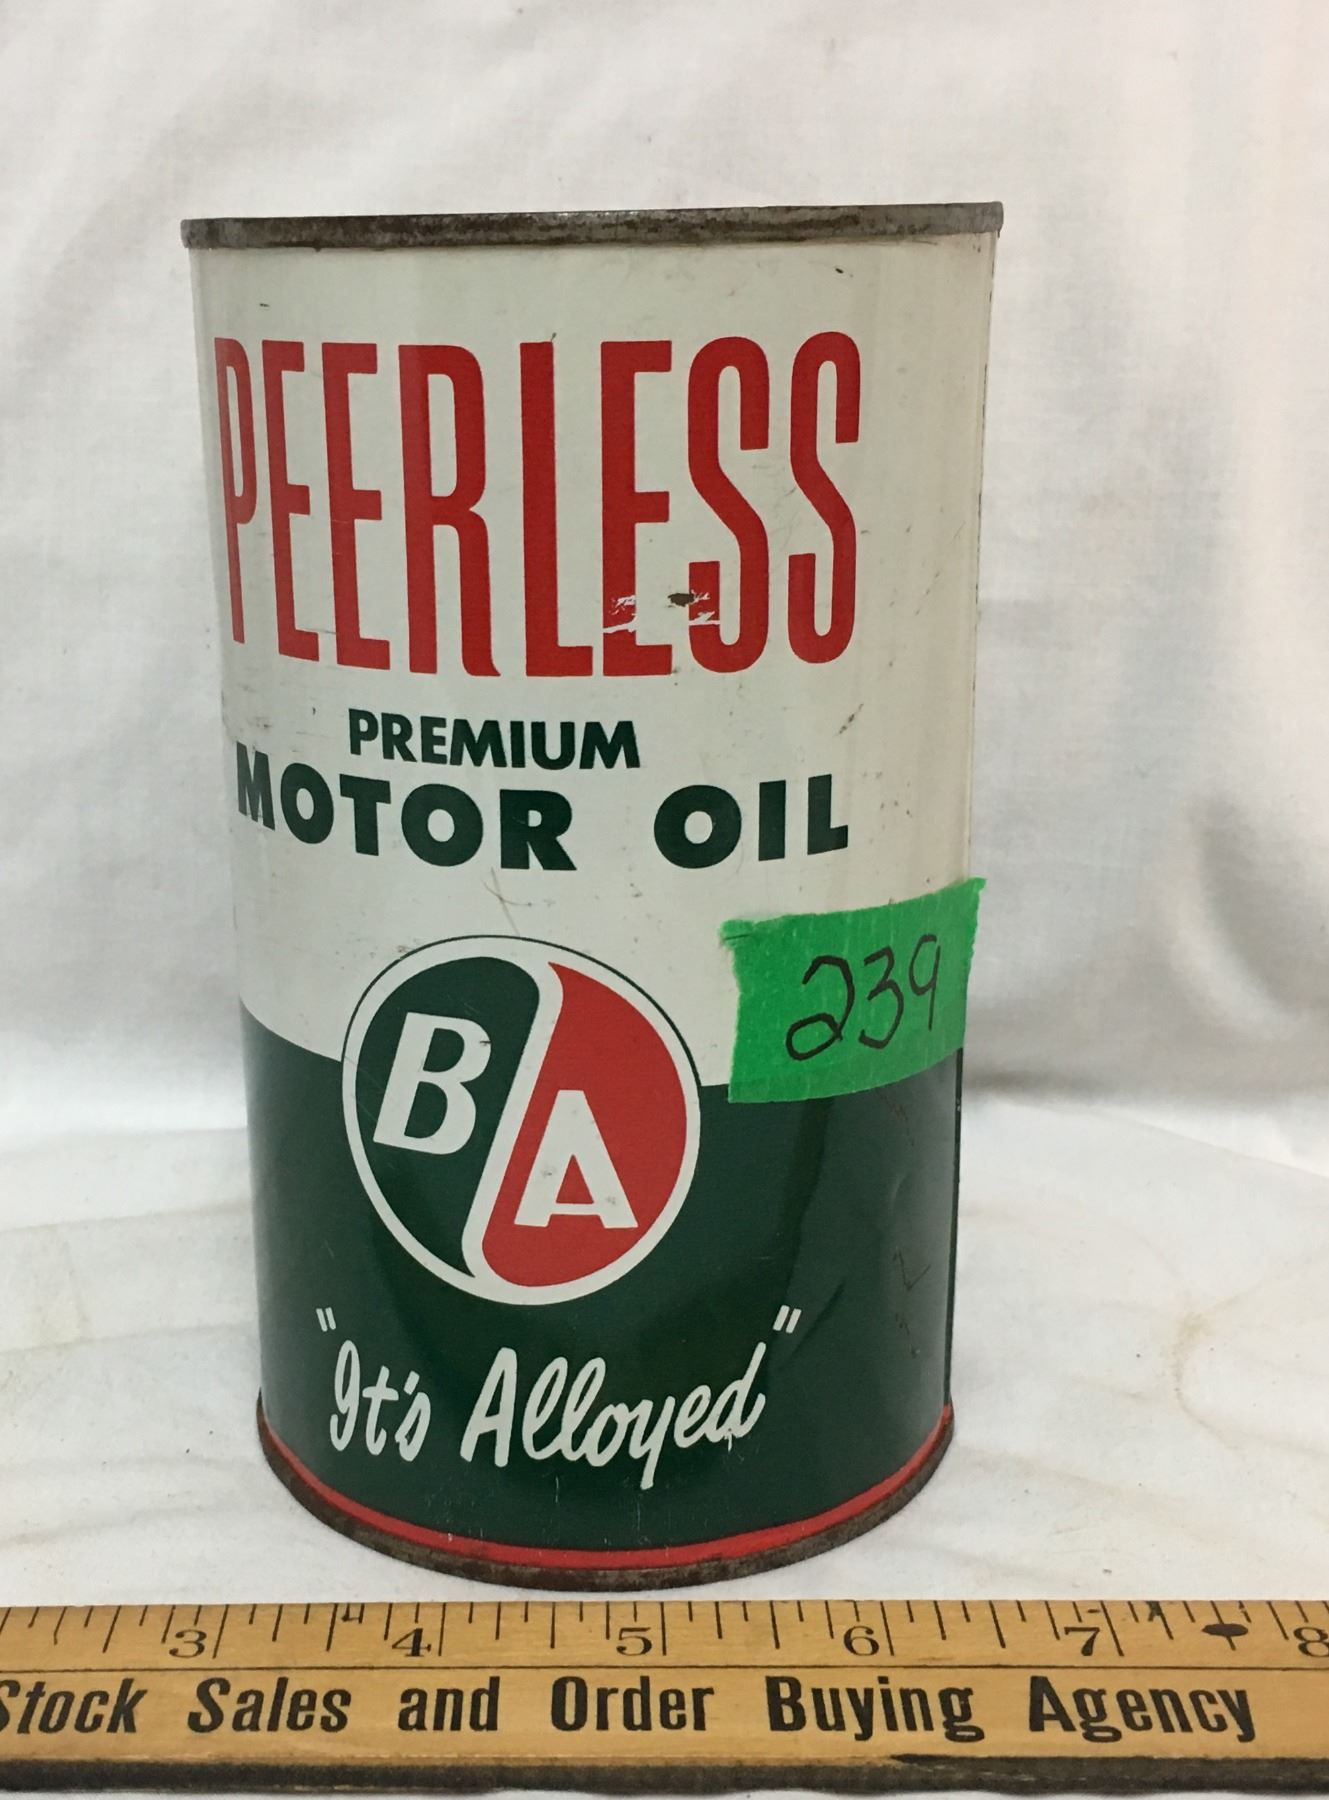 PEERLESS
PREMIUM
MOTOR OIL
239
B A
"It's Alloyed"
3 4 5 6 7 8
Stock Sales and Order Buying Agency